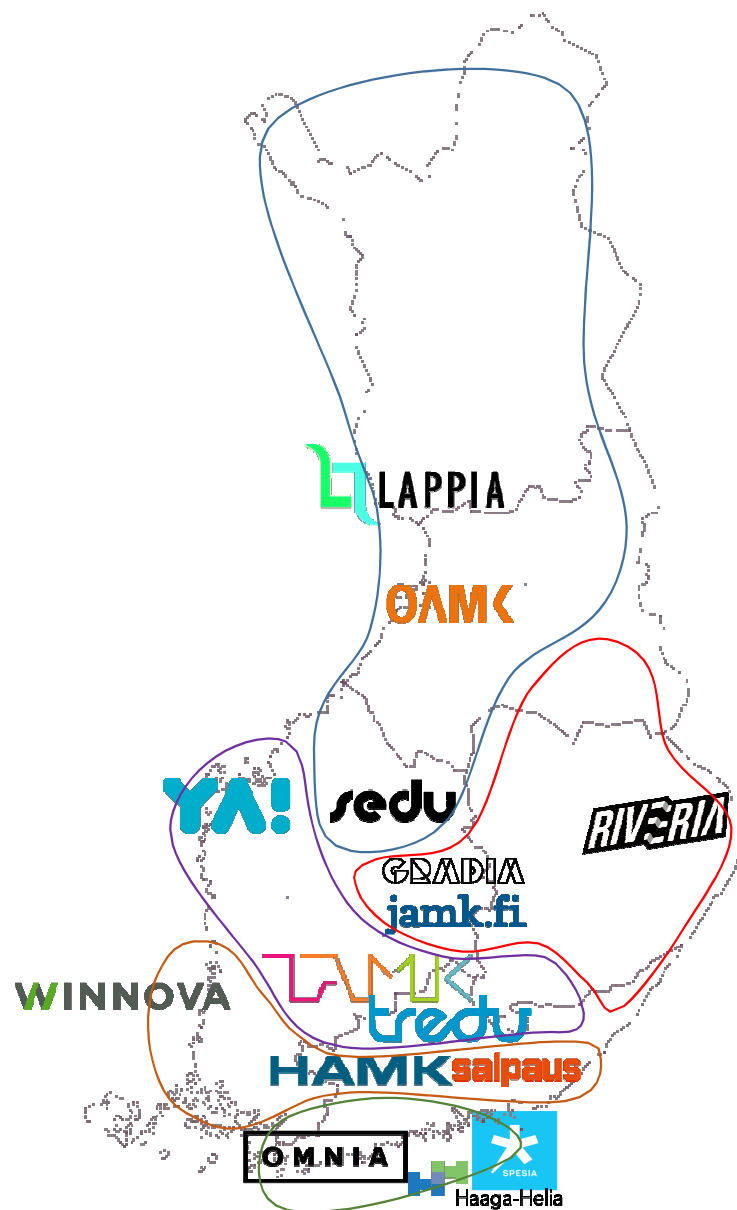 LAPPIA
OAMK
YA!
sedu
RIVERIA
GRADIA
jamk.fi
TAMK
WINNOVA
tredu
HAMK salpaus
OMNIA
SPESIA
Haaga-Helia